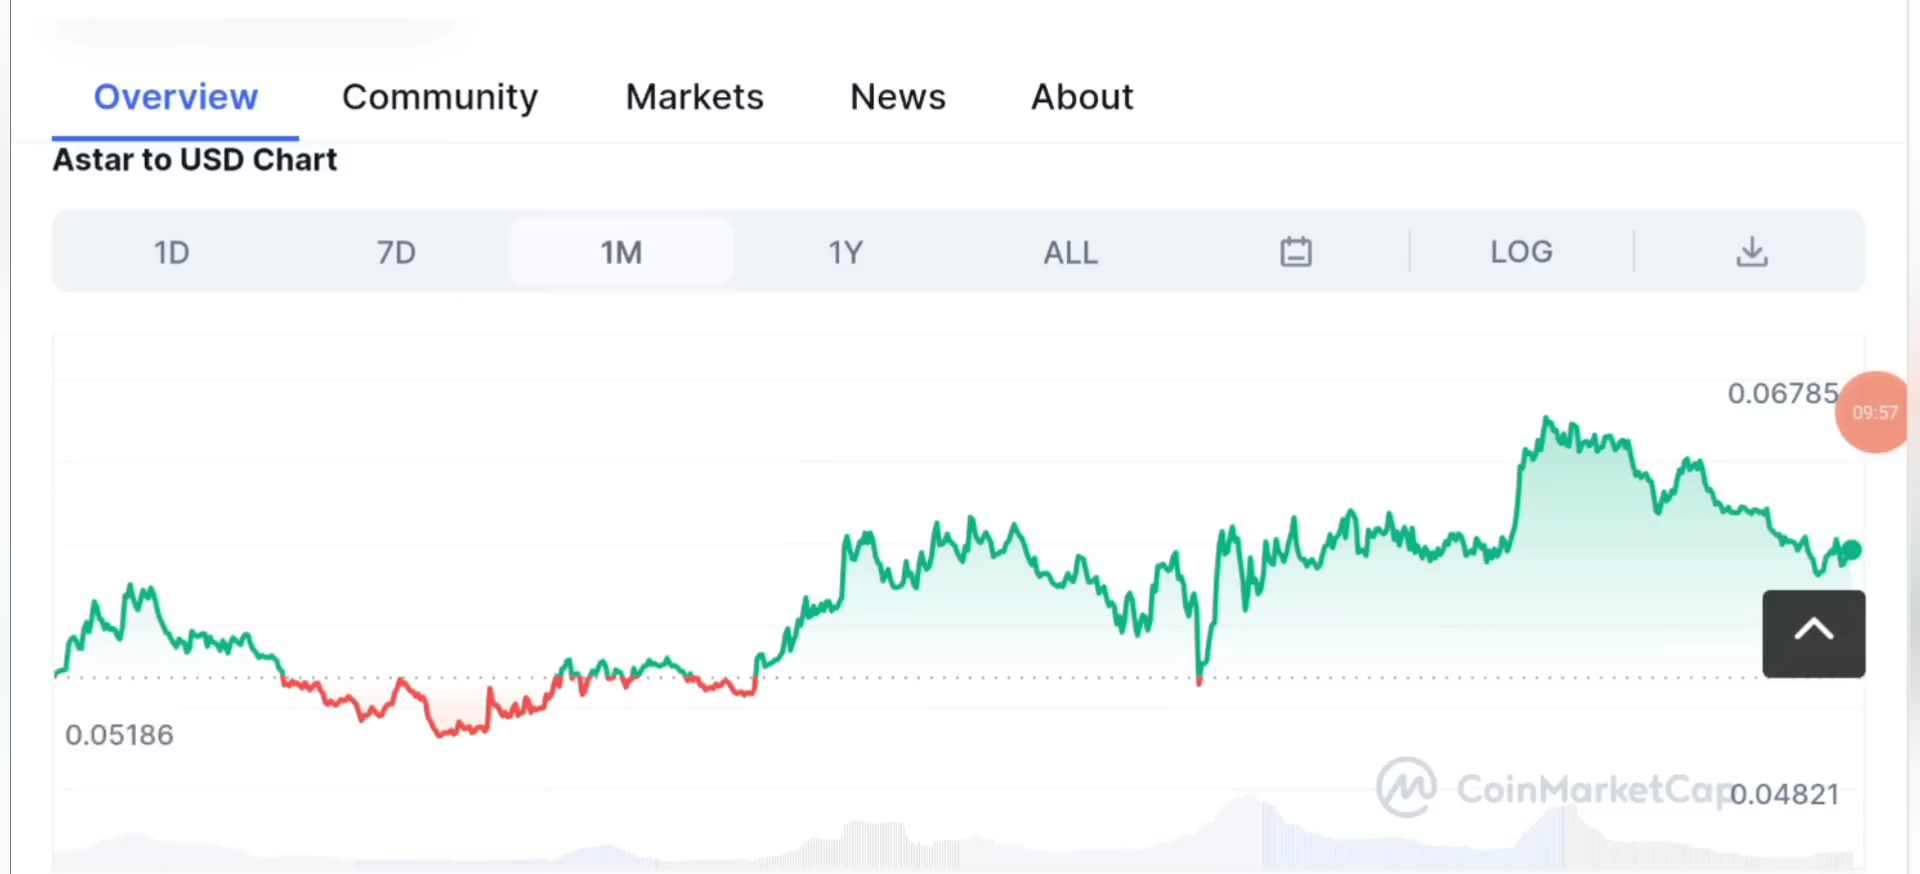 Overview Community Markets News About
Astar to USD Chart
1D 7D 1M 1Y ALL LOG
0.06785
09:57
0.05186
CoinMarketCap
0.04821